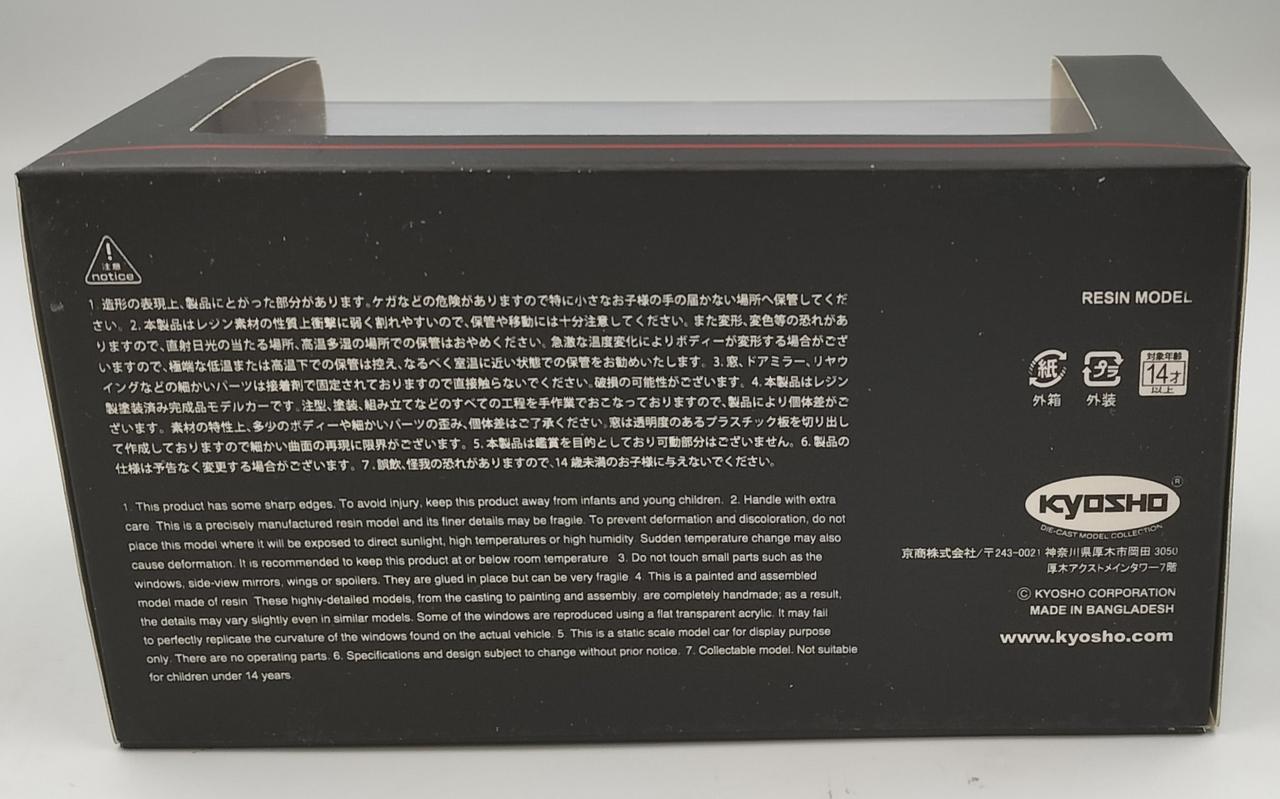 !
注意
notice
1. 造形の表現上、製品にとがった部分があります。ケガなどの危険がありますので特に小さなお子様の手の届かない場所へ保管してくだ
さい。2. 本製品はレジン素材の性質上衝撃に弱く割れやすいので、保管や移動には十分注意してください。また変形、変色等の恐れがあ
りますので、直射日光の当たる場所、高温多湿の場所での保管はおやめください。急激な温度変化によりボディーが変形する場合がござ
いますので、極端な低温または高温下での保管は控え、なるべく室温に近い状態での保管をお勧めいたします。3. 窓、ドアミラー、リヤウ
イングなどの細かいパーツは接着剤で固定されておりますので直接触らないでください。破損の可能性がございます。4. 本製品はレジン
製塗装済み完成品モデルカーです。注型、塗装、組み立てなどのすべての工程を手作業でおこなっておりますので、製品により個体差がご
ざいます。素材の特性上、多少のボディーや細かいパーツの歪み、個体差はご了承ください。窓は透明度のあるプラスチック板を切り出し
て作成しておりますので細かい曲面の再現に限界がございます。5. 本製品は鑑賞を目的としており可動部分はございません。6. 製品の
仕様は予告なく変更する場合がございます。7. 誤飲、怪我の恐れがありますので、14 歳未満のお子様に与えないでください。
1. This product has some sharp edges. To avoid injury, keep this product away from infants and young children. 2. Handle with extra
care. This is a precisely manufactured resin model and its finer details may be fragile. To prevent deformation and discoloration, do not
place this model where it will be exposed to direct sunlight, high temperatures or high humidity. Sudden temperature change may also
cause deformation. It is recommended to keep this product at or below room temperature. 3. Do not touch small parts such as the
windows, side-view mirrors, wings or spoilers. They are glued in place but can be very fragile. 4. This is a painted and assembled
model made of resin. These highly-detailed models, from the casting to painting and assembly, are completely handmade; as a result,
the details may vary slightly even in similar models. Some of the windows are reproduced using a flat transparent acrylic. It may fail
to perfectly replicate the curvature of the windows found on the actual vehicle. 5. This is a static scale model car for display purpose
only. There are no operating parts. 6. Specifications and design subject to change without prior notice. 7. Collectable model. Not suitable
for children under 14 years.
RESIN MODEL
紙 プラ 対象年齢
14才
以上
外箱 外装
KYOSHO ®
DIE-CAST MODEL COLLECTION
京商株式会社/〒243-0021 神奈川県厚木市岡田 3050
厚木アクストメインタワー7階
© KYOSHO CORPORATION
MADE IN BANGLADESH
www.kyosho.com